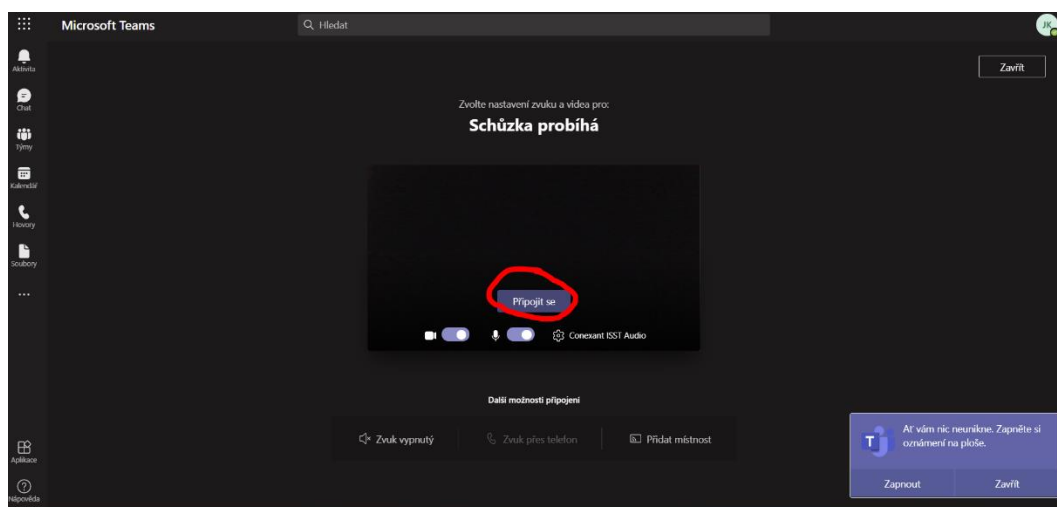 Microsoft Teams
Hledat
JK
Aktivita
Chat
Týmy
Kalendář
Hovory
Soubory
...
Aplikace
Nápověda
Zavřít
Zvolte nastavení zvuku a videa pro:
Schůzka probíhá
Připojit se
Conexant ISST Audio
Další možnosti připojení
Zvuk vypnutý
Zvuk přes telefon
Přidat místnost
T
Ať vám nic neunikne. Zapněte si
oznámení na ploše.
Zapnout
Zavřít